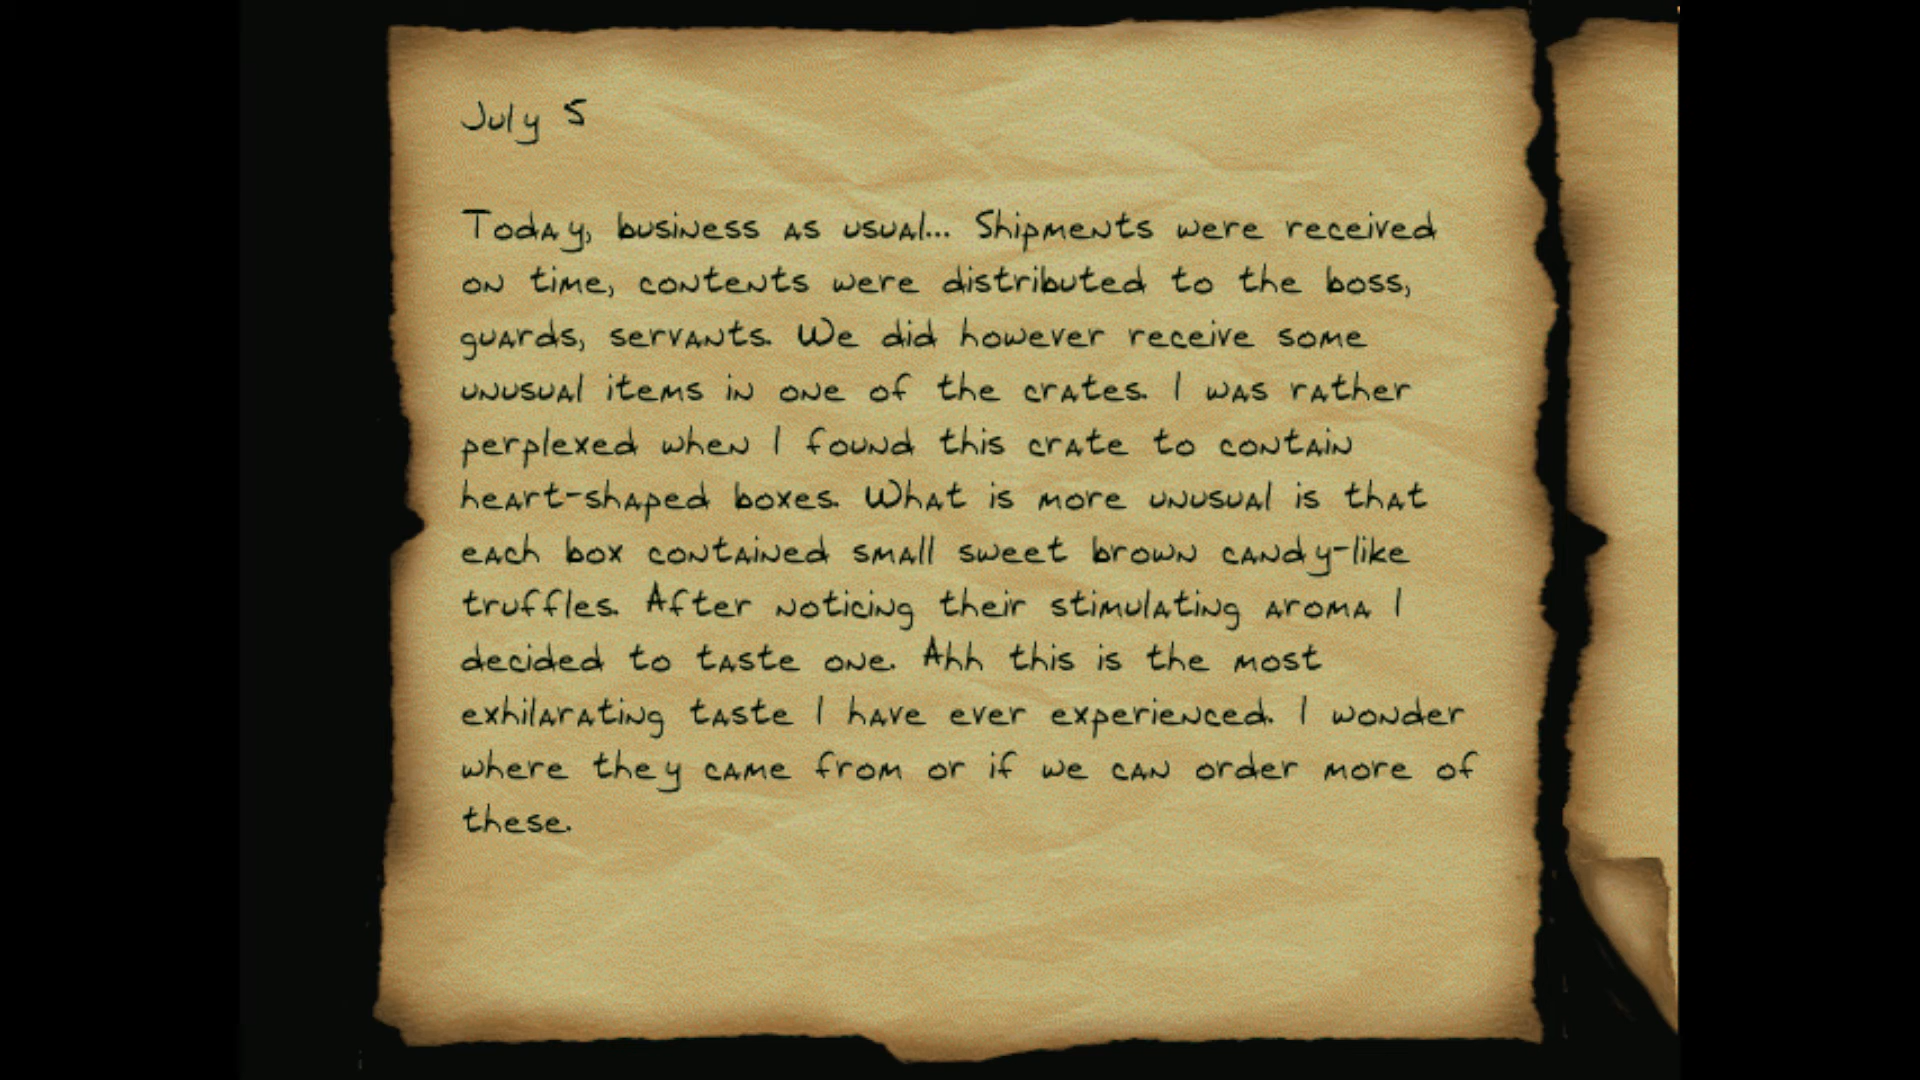 July 5
Today, business as usual... Shipments were received
on time, contents were distributed to the boss,
guards, servants. We did however receive some
unusual items in one of the crates. I was rather
perplexed when I found this crate to contain
heart-shaped boxes. What is more unusual is that
each box contained small sweet brown candy-like
truffles. After noticing their stimulating aroma I
decided to taste one. Ahh this is the most
exhilarating taste I have ever experienced. I wonder
where they came from or if we can order more of
these.